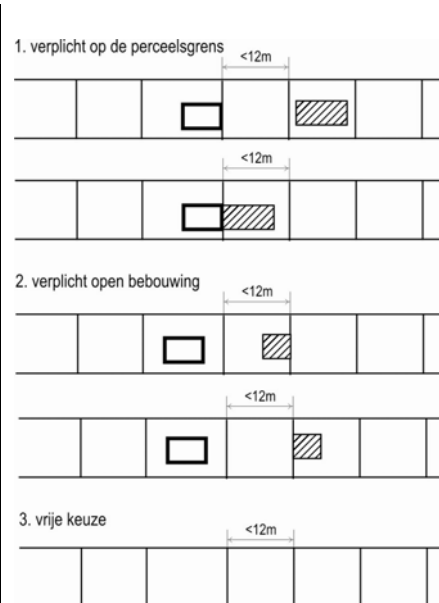 1. verplicht op de perceelsgrens
<12m
<12m
2. verplicht open bebouwing
<12m
<12m
3. vrije keuze
<12m